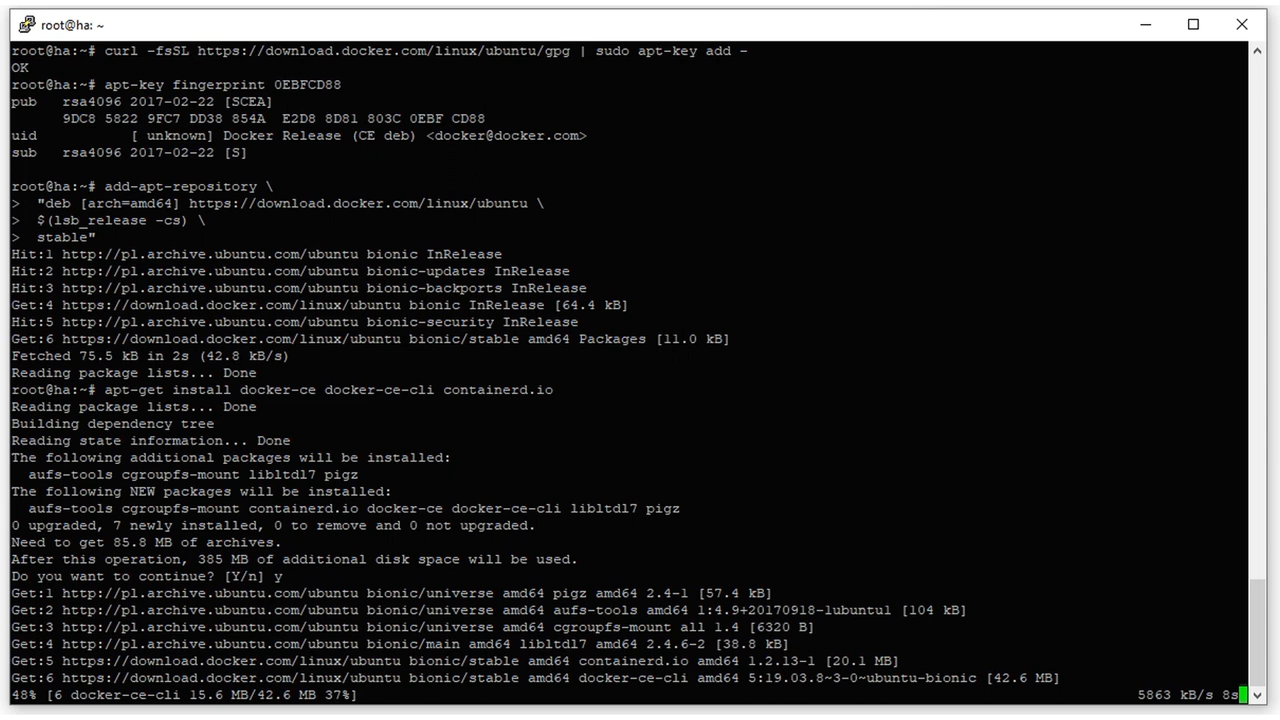 root@ha: ~
root@ha:~# curl -fsSL https://download.docker.com/linux/ubuntu/gpg | sudo apt-key add -
OK
root@ha:~# apt-key fingerprint 0EBFCD88
pub   rsa4096 2017-02-22 [SCEA]
      9DC8 5822 9FC7 DD38 854A  E2D8 8D81 803C 0EBF CD88
uid           [ unknown] Docker Release (CE deb) <docker@docker.com>
sub   rsa4096 2017-02-22 [S]
root@ha:~# add-apt-repository \
>  "deb [arch=amd64] https://download.docker.com/linux/ubuntu \
>  $(lsb_release -cs) \
>  stable"
Hit:1 http://pl.archive.ubuntu.com/ubuntu bionic InRelease
Hit:2 http://pl.archive.ubuntu.com/ubuntu bionic-updates InRelease
Hit:3 http://pl.archive.ubuntu.com/ubuntu bionic-backports InRelease
Get:4 https://download.docker.com/linux/ubuntu bionic InRelease [64.4 kB]
Hit:5 http://pl.archive.ubuntu.com/ubuntu bionic-security InRelease
Get:6 https://download.docker.com/linux/ubuntu bionic/stable amd64 Packages [11.0 kB]
Fetched 75.5 kB in 2s (42.8 kB/s)
Reading package lists... Done
root@ha:~# apt-get install docker-ce docker-ce-cli containerd.io
Reading package lists... Done
Building dependency tree
Reading state information... Done
The following additional packages will be installed:
  aufs-tools cgroupfs-mount libltdl7 pigz
The following NEW packages will be installed:
  aufs-tools cgroupfs-mount containerd.io docker-ce docker-ce-cli libltdl7 pigz
0 upgraded, 7 newly installed, 0 to remove and 0 not upgraded.
Need to get 85.8 MB of archives.
After this operation, 385 MB of additional disk space will be used.
Do you want to continue? [Y/n] y
Get:1 http://pl.archive.ubuntu.com/ubuntu bionic/universe amd64 pigz amd64 2.4-1 [57.4 kB]
Get:2 http://pl.archive.ubuntu.com/ubuntu bionic/universe amd64 aufs-tools amd64 1:4.9+20170918-1ubuntu1 [104 kB]
Get:3 http://pl.archive.ubuntu.com/ubuntu bionic/universe amd64 cgroupfs-mount all 1.4 [6320 B]
Get:4 http://pl.archive.ubuntu.com/ubuntu bionic/main amd64 libltdl7 amd64 2.4.6-2 [38.8 kB]
Get:5 https://download.docker.com/linux/ubuntu bionic/stable amd64 containerd.io amd64 1.2.13-1 [20.1 MB]
Get:6 https://download.docker.com/linux/ubuntu bionic/stable amd64 docker-ce-cli amd64 5:19.03.8~3-0~ubuntu-bionic [42.6 MB]
48% [6 docker-ce-cli 15.6 MB/42.6 MB 37%] 5863 kB/s 8s